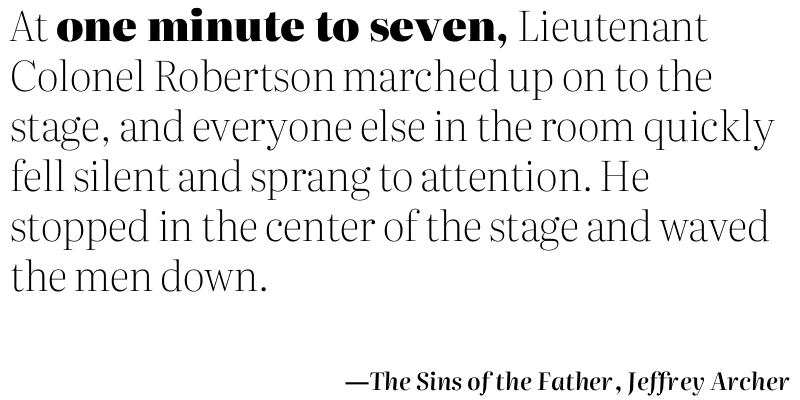 At one minute to seven, Lieutenant
Colonel Robertson marched up on to the
stage, and everyone else in the room quickly
fell silent and sprang to attention. He
stopped in the center of the stage and waved
the men down.
—The Sins of the Father, Jeffrey Archer